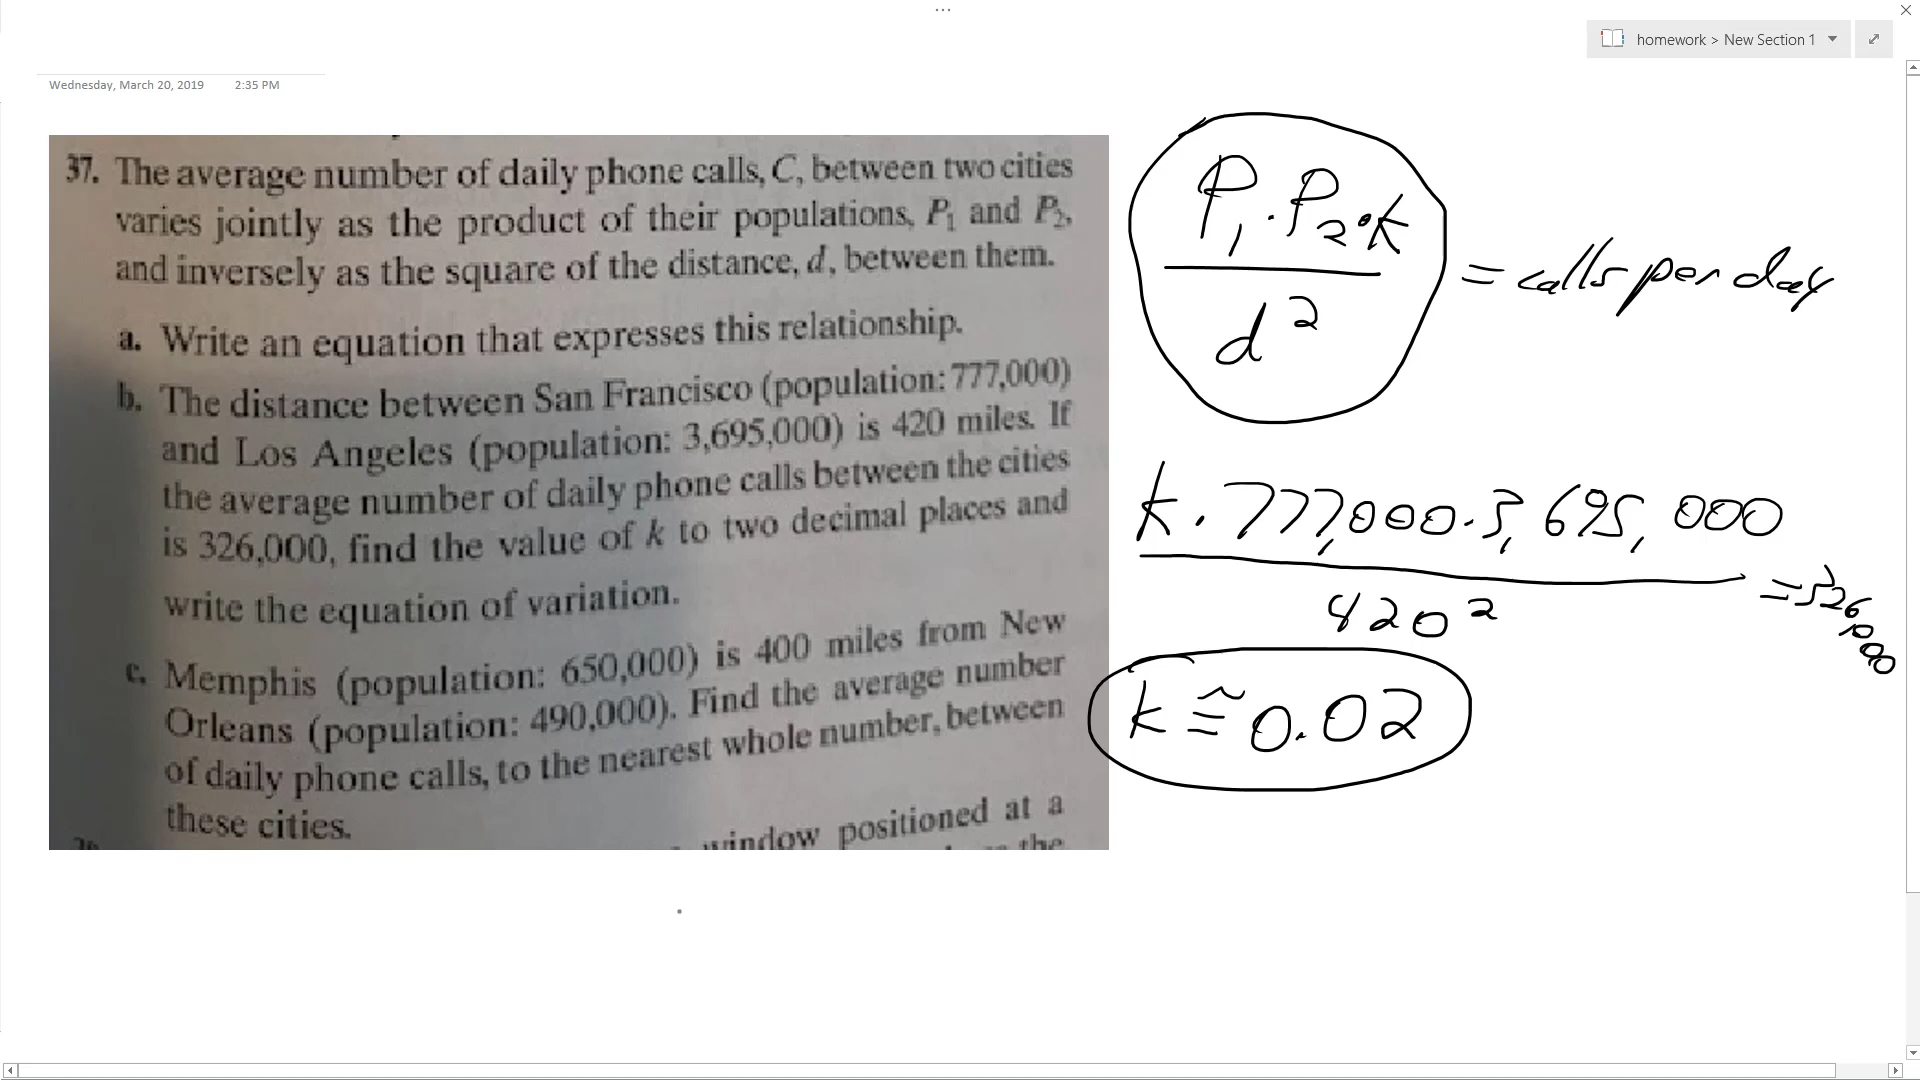 homework > New Section 1
Wednesday, March 20, 2019 2:35 PM
37. The average number of daily phone calls, C, between two cities
varies jointly as the product of their populations, P₁ and P₂,
and inversely as the square of the distance, d, between them.
a. Write an equation that expresses this relationship.
b. The distance between San Francisco (population: 777,000)
and Los Angeles (population: 3,695,000) is 420 miles. If
the average number of daily phone calls between the cities
is 326,000, find the value of k to two decimal places and
write the equation of variation.
c. Memphis (population: 650,000) is 400 miles from New
Orleans (population: 490,000). Find the average number
of daily phone calls, to the nearest whole number, between
these cities.
window positioned at a
the
P₁·P₂·k
d²
= calls per day
k·777,000·3,695,000
420²
=326,000
k ≈ 0.02